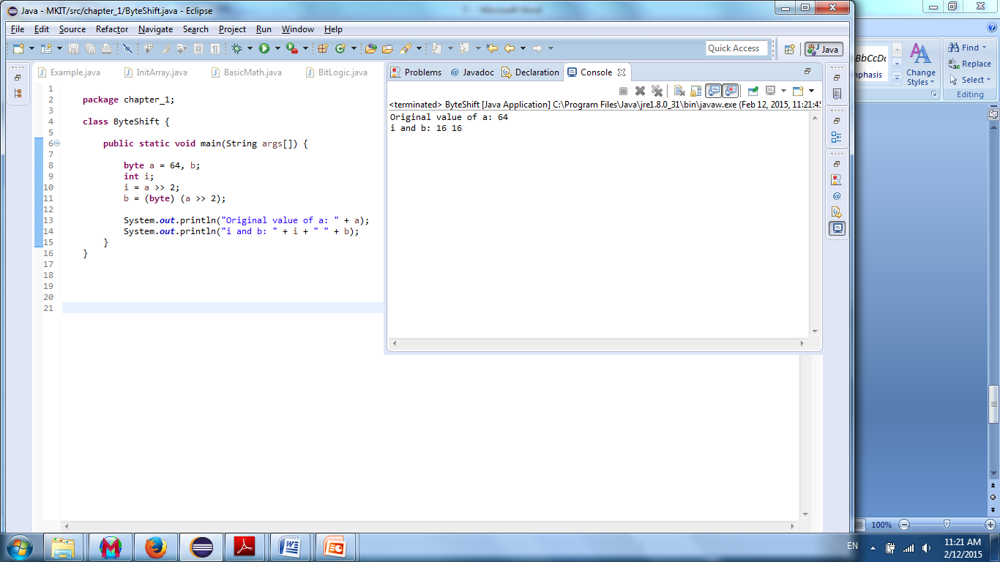 Java - MKIT/src/chapter_1/ByteShift.java - Eclipse
File Edit Source Refactor Navigate Search Project Run Window Help
Quick Access
Java
Example.java InitArray.java BasicMath.java BitLogic.java
1
2 package chapter_1;
3
4 class ByteShift {
5
6 public static void main(String args[]) {
7
8 byte a = 64, b;
9 int i;
10 i = a >> 2;
11 b = (byte) (a >> 2);
12
13 System.out.println("Original value of a: " + a);
14 System.out.println("i and b: " + i + " " + b);
15 }
16 }
17
18
19
20
21
Problems @ Javadoc Declaration Console
<terminated> ByteShift [Java Application] C:\Program Files\Java\jre1.8.0_31\bin\javaw.exe (Feb 12, 2015, 11:21:4
Original value of a: 64
i and b: 16 16
BbCcD
phasis
Change
Styles
Find
Replace
Select
Editing
100%
EN
11:21 AM
2/12/2015